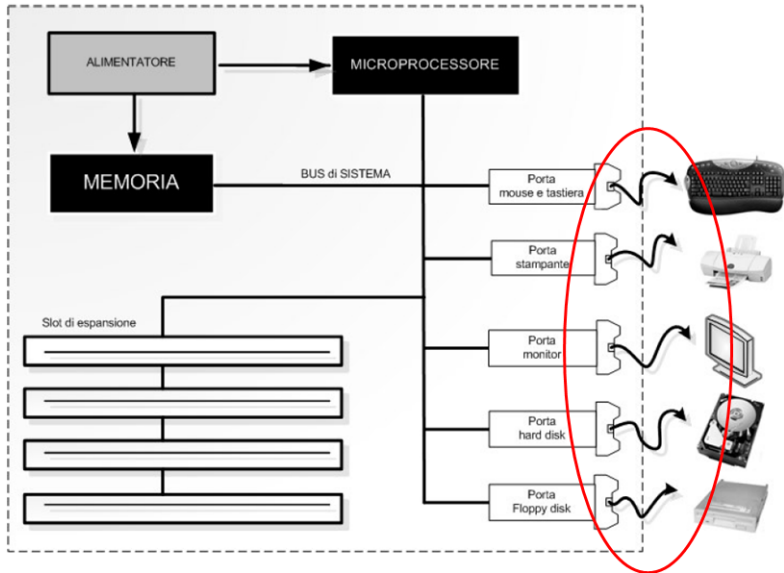 ALIMENTATORE
MICROPROCESSORE
MEMORIA
BUS di SISTEMA
Porta
mouse e tastiera
Porta
stampante
Slot di espansione
Porta
monitor
Porta
hard disk
Porta
Floppy disk